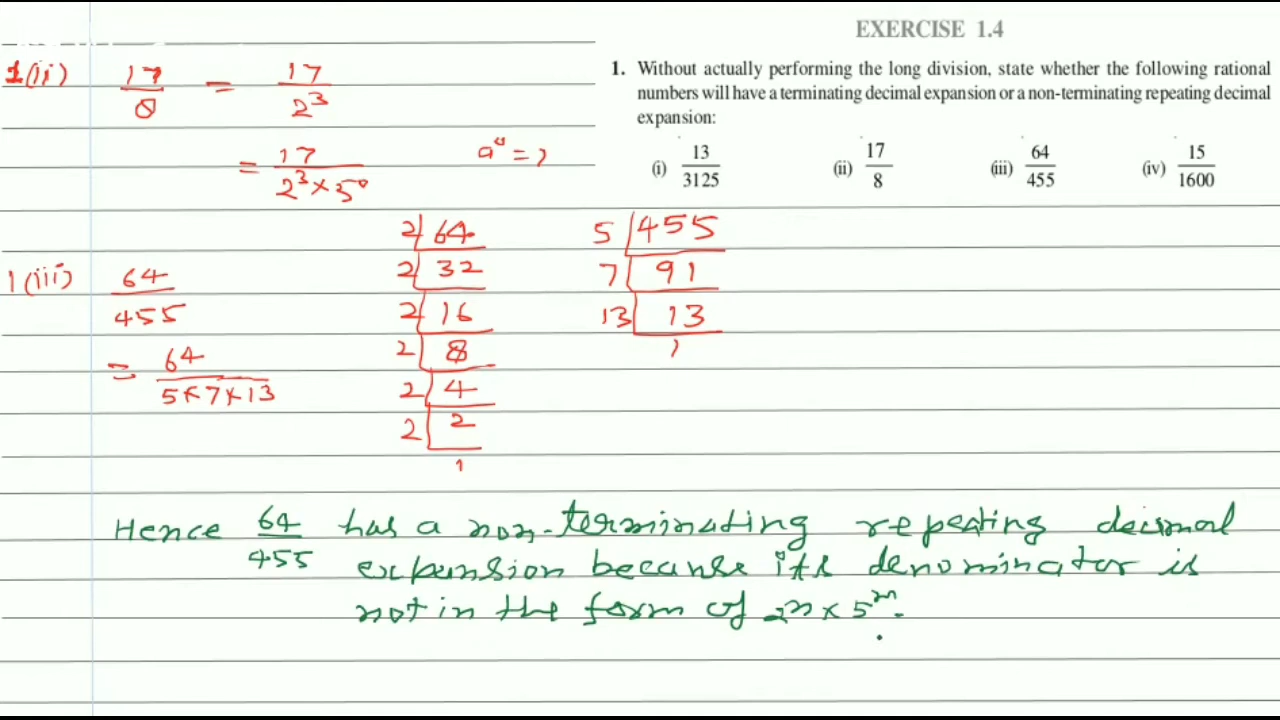 EXERCISE 1.4
1. Without actually performing the long division, state whether the following rational
numbers will have a terminating decimal expansion or a non-terminating repeating decimal
expansion:
(i) 13/3125 (ii) 17/8 (iii) 64/455 (iv) 15/1600
1(ii) 17/8 = 17/2³
= 17/2³×5⁰ a⁰ = 1
1(iii) 64/455
= 64/5×7×13
2 64
2 32
2 16
2 8
2 4
2 2
1
5 455
7 91
13 13
1
Hence 64/455 has a non-terminating repeating decimal
expansion because its denominator is
not in the form of 2ⁿ × 5ᵐ.